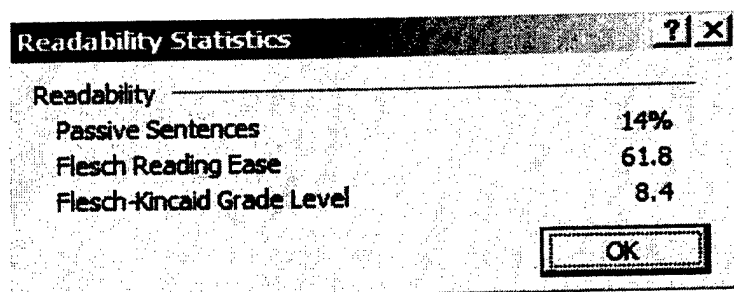 Readability Statistics ? ×
Readability
Passive Sentences 14%
Flesch Reading Ease 61.8
Flesch-Kincaid Grade Level 8.4
OK